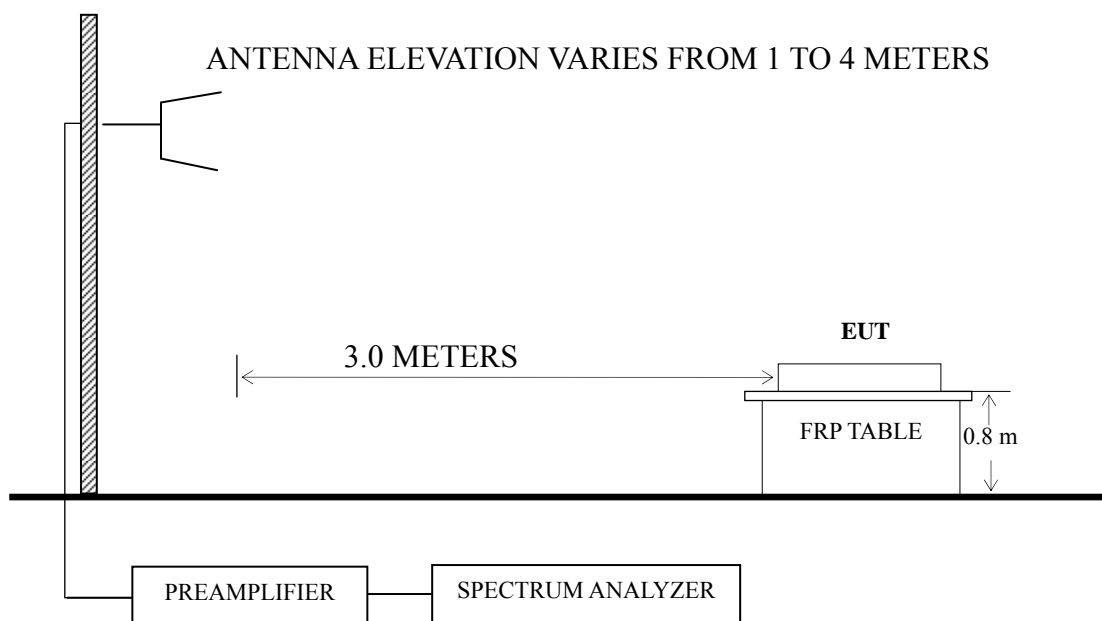 ANTENNA ELEVATION VARIES FROM 1 TO 4 METERS
EUT
3.0 METERS
FRP TABLE
0.8 m
PREAMPLIFIER
SPECTRUM ANALYZER